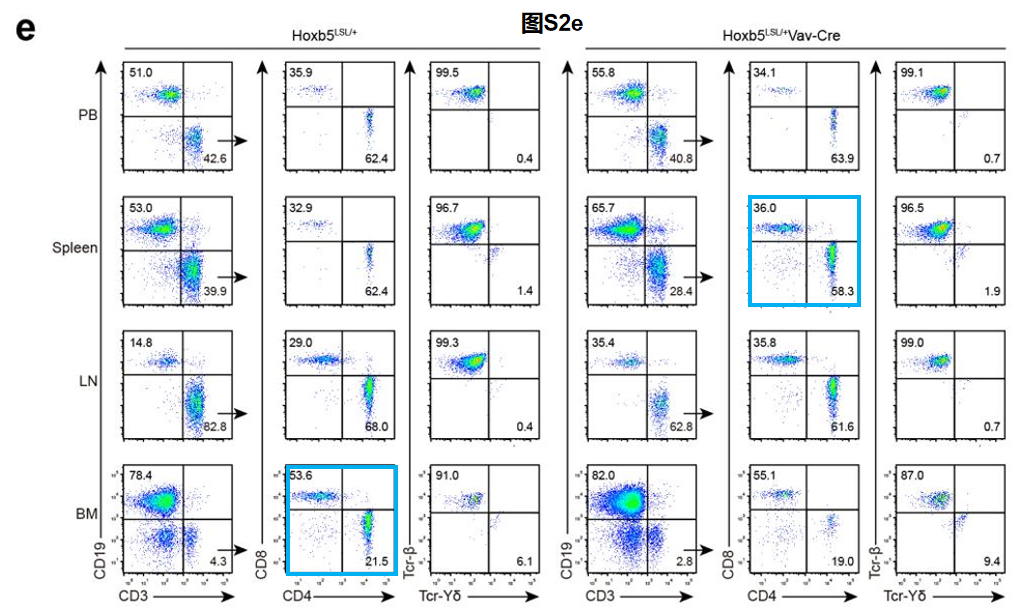 图S2e
e
Hoxb5LSL/+ Hoxb5LSL/+Vav-Cre
PB
51.0 35.9 99.5 55.8 34.1 99.1
42.6 62.4 0.4 40.8 63.9 0.7
Spleen
53.0 32.9 96.7 65.7 36.0 96.5
39.9 62.4 1.4 28.4 58.3 1.9
LN
14.8 29.0 99.3 35.4 35.8 99.0
82.8 68.0 0.4 62.8 61.6 0.7
BM
78.4 53.6 91.0 82.0 55.1 87.0
4.3 21.5 6.1 2.8 19.0 9.4
CD19 CD8 Tcr-β CD19 CD8 Tcr-β
CD3 CD4 Tcr-Yδ CD3 CD4 Tcr-Yδ